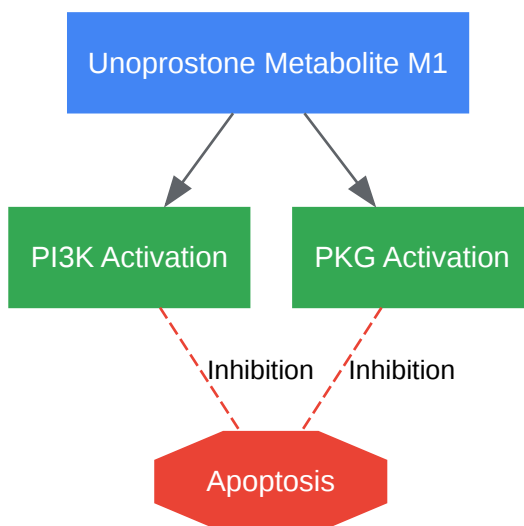 Unoprostone Metabolite M1
PI3K Activation
PKG Activation
Inhibition
Inhibition
Apoptosis